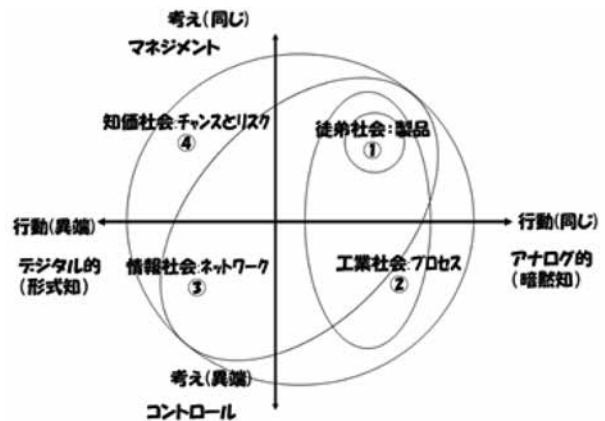 考え(同じ)
マネジメント
知価社会:チャンスとリスク
④
徒弟社会:製品
①
行動(異端)
行動(同じ)
デジタル的
(形式知)
情報社会:ネットワーク
③
工業社会:プロセス
②
アナログ的
(暗黙知)
考え(異端)
コントロール